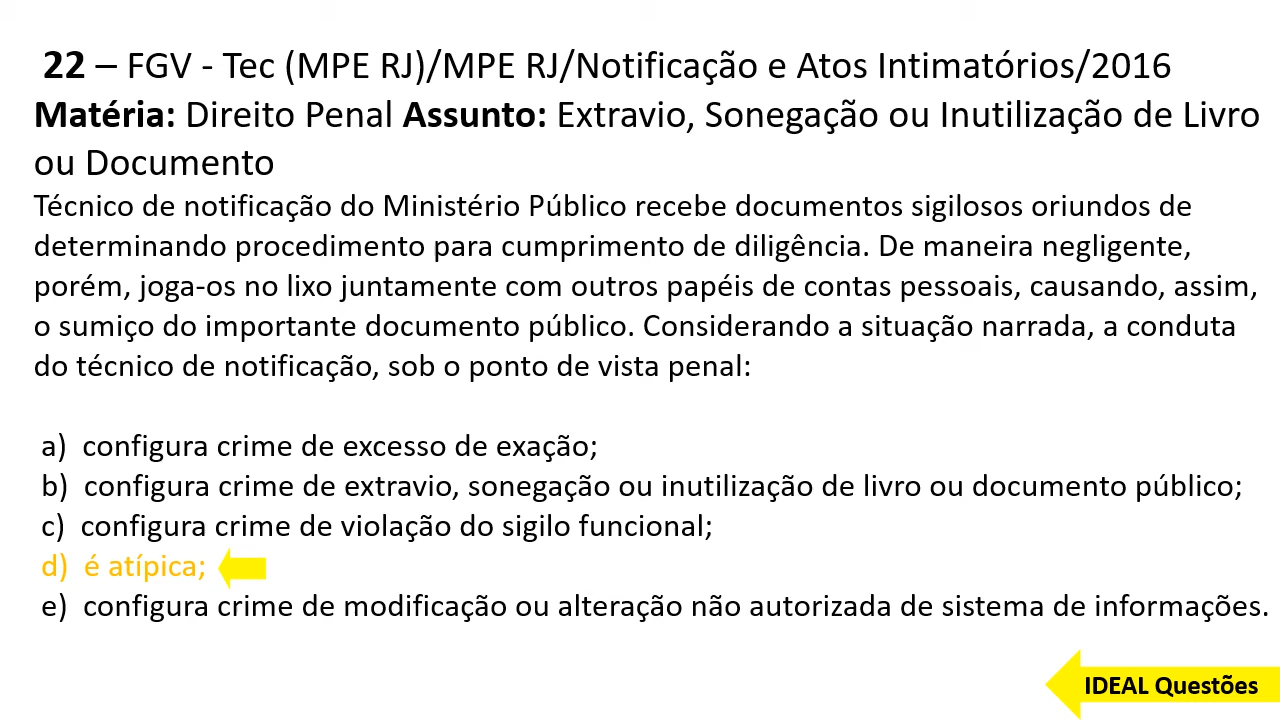 22 – FGV - Tec (MPE RJ)/MPE RJ/Notificação e Atos Intimatórios/2016
Matéria: Direito Penal Assunto: Extravio, Sonegação ou Inutilização de Livro
ou Documento
Técnico de notificação do Ministério Público recebe documentos sigilosos oriundos de
determinando procedimento para cumprimento de diligência. De maneira negligente,
porém, joga-os no lixo juntamente com outros papéis de contas pessoais, causando, assim,
o sumiço do importante documento público. Considerando a situação narrada, a conduta
do técnico de notificação, sob o ponto de vista penal:
a) configura crime de excesso de exação;
b) configura crime de extravio, sonegação ou inutilização de livro ou documento público;
c) configura crime de violação do sigilo funcional;
d) é atípica;
e) configura crime de modificação ou alteração não autorizada de sistema de informações.
IDEAL Questões